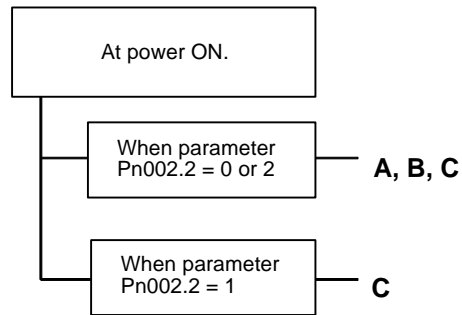 At power ON.
When parameter
Pn002.2 = 0 or 2
A, B, C
When parameter
Pn002.2 = 1
C